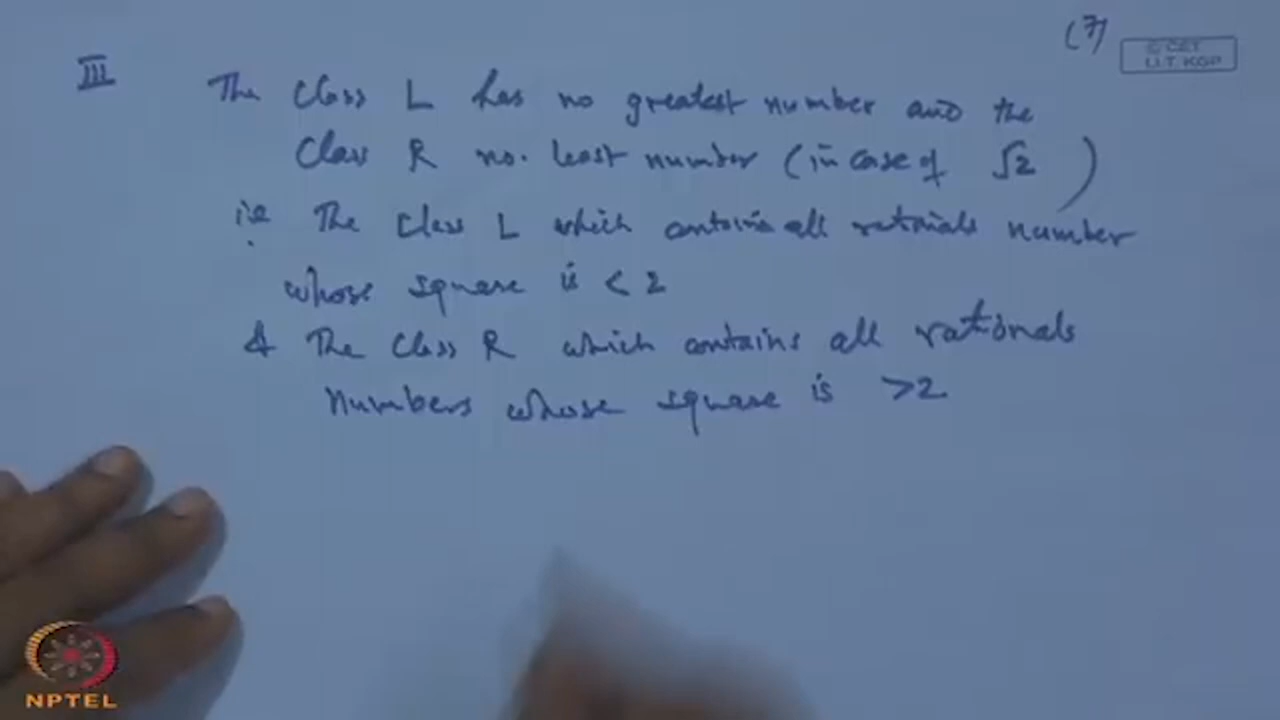 (7)
© CET
I.I.T. KGP
III The Class L has no greatest number and the
Class R no. least number (in case of √2 )
i.e The Class L which contains all rationals number
whose square is < 2
& The Class R which contains all rationals
numbers whose square is >2
NPTEL